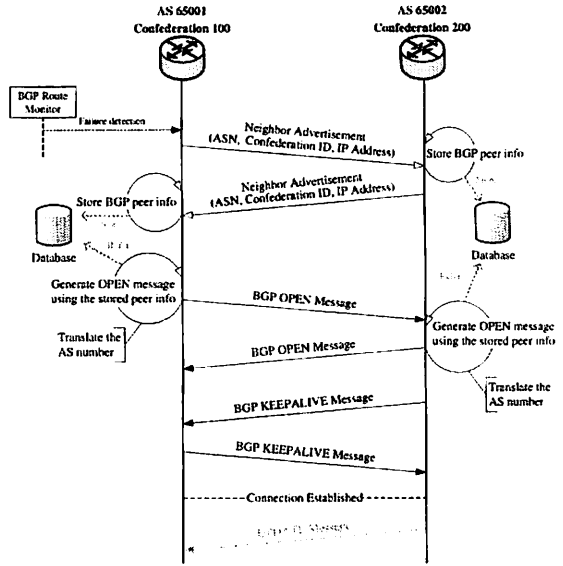 AS 65001
Confederation 100
AS 65002
Confederation 200
BGP Route
Monitor
Failure detection
Neighbor Advertisement
(ASN, Confederation ID, IP Address)
Store BGP peer info
Neighbor Advertisement
(ASN, Confederation ID, IP Address)
Store BGP peer info
Database
Database
Generate OPEN message
using the stored peer info
BGP OPEN Message
Generate OPEN message
using the stored peer info
Translate the
AS number
BGP OPEN Message
Translate the
AS number
BGP KEEPALIVE Message
BGP KEEPALIVE Message
Connection Established
Message